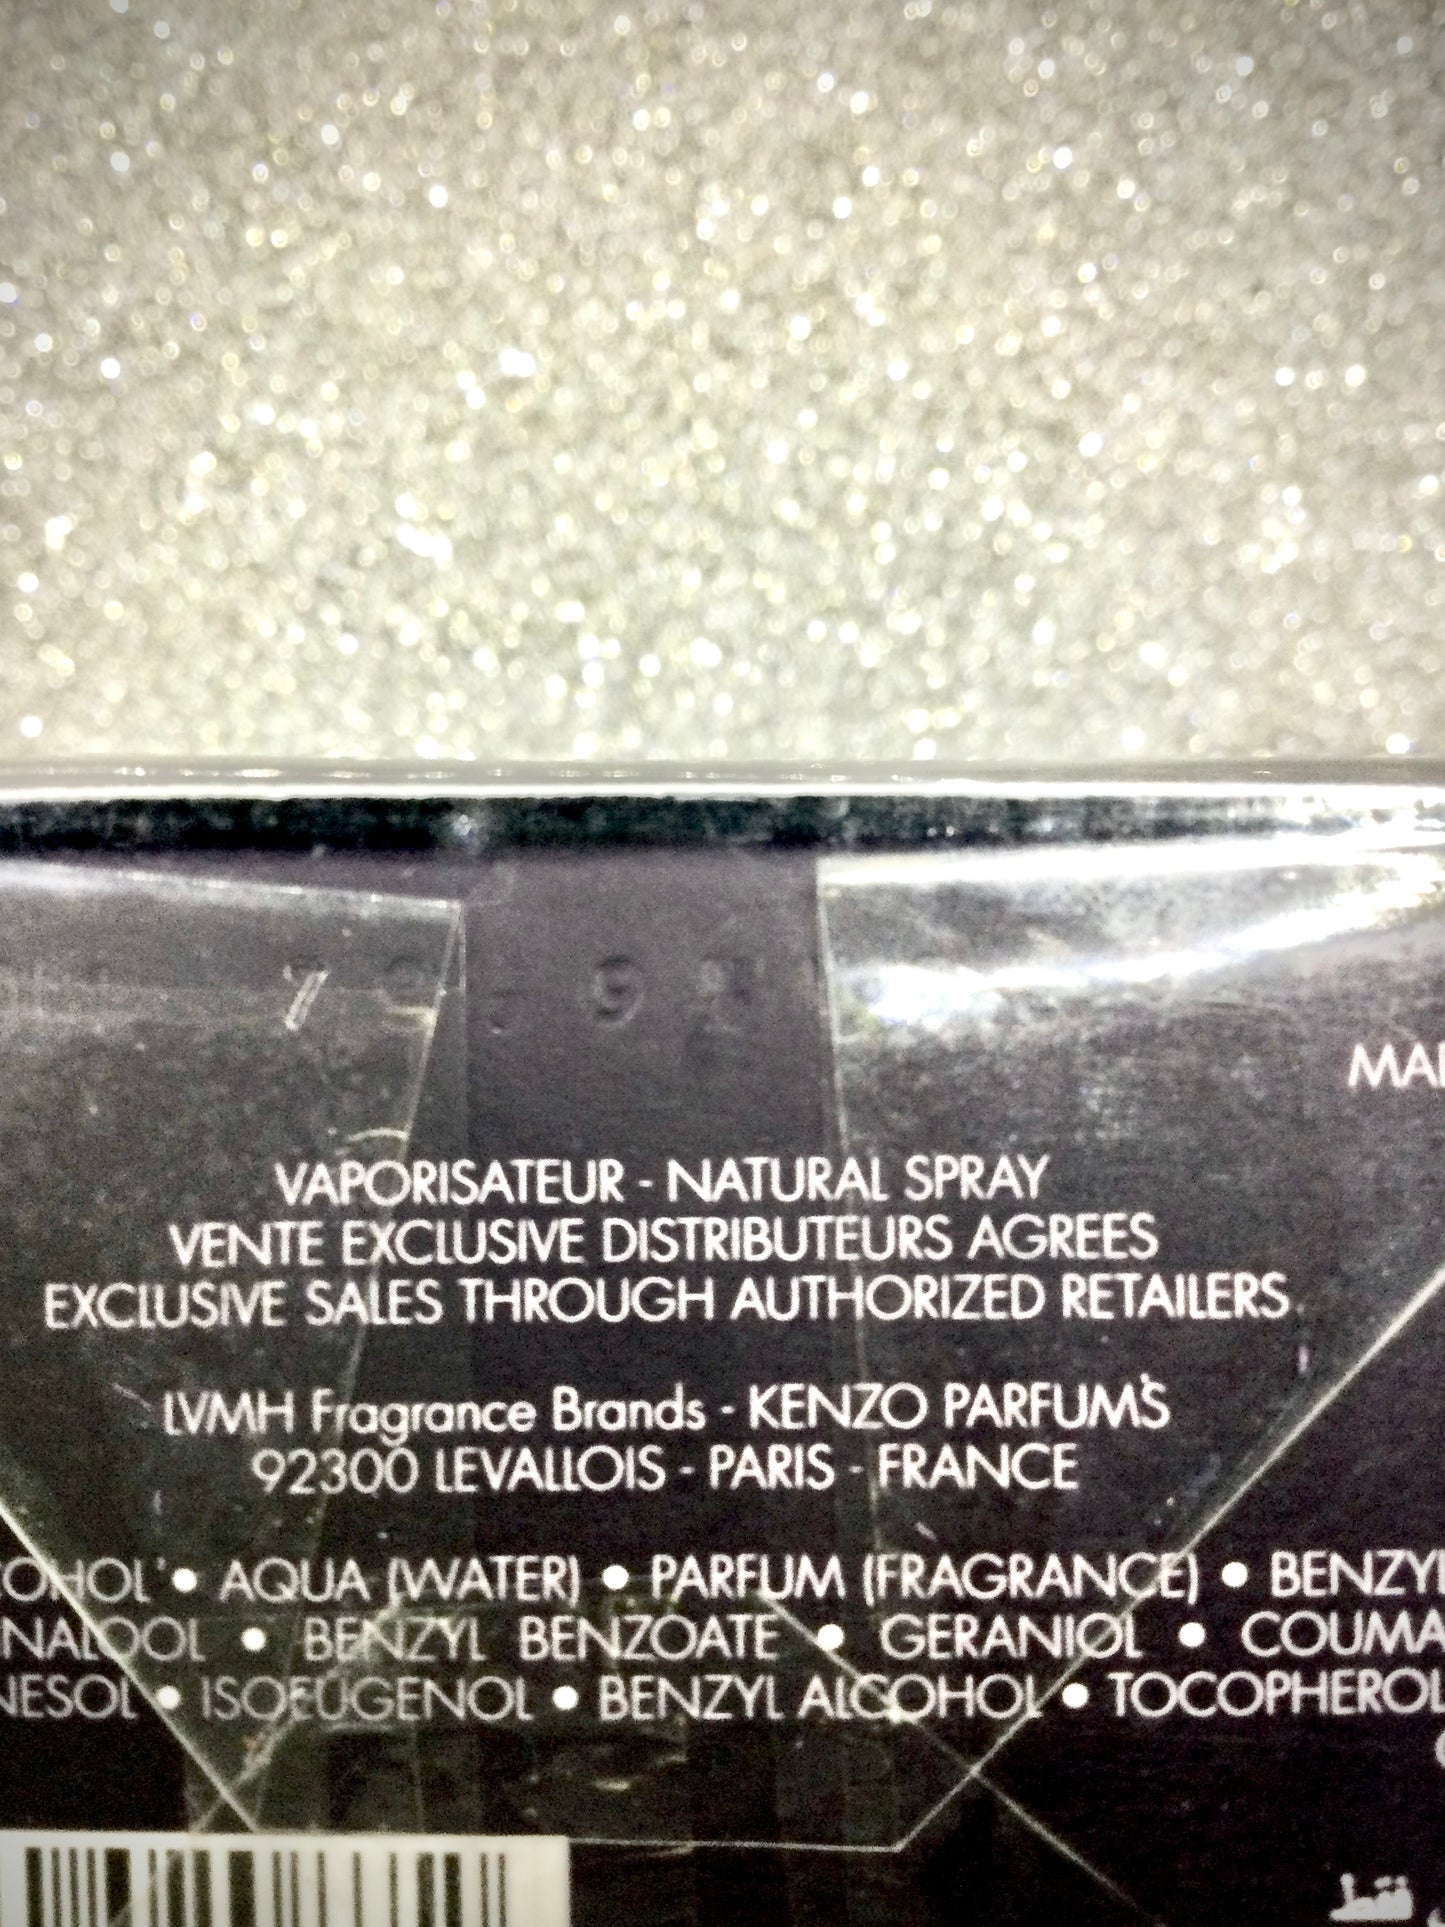 MA
VAPORISATEUR - NATURAL SPRAY
VENTE EXCLUSIVE DISTRIBUTEURS AGREES
EXCLUSIVE SALES THROUGH AUTHORIZED RETAILERS
LVMH Fragrance Brands - KENZO PARFUMS
92300 LEVALLOIS - PARIS - FRANCE
OHOL • AQUA (WATER) • PARFUM (FRAGRANCE) • BENZYL
NALOOL • BENZYL BENZOATE • GERANIOL • COUMA
NESOL • ISOEUGENOL • BENZYL ALCOHOL • TOCOPHEROL